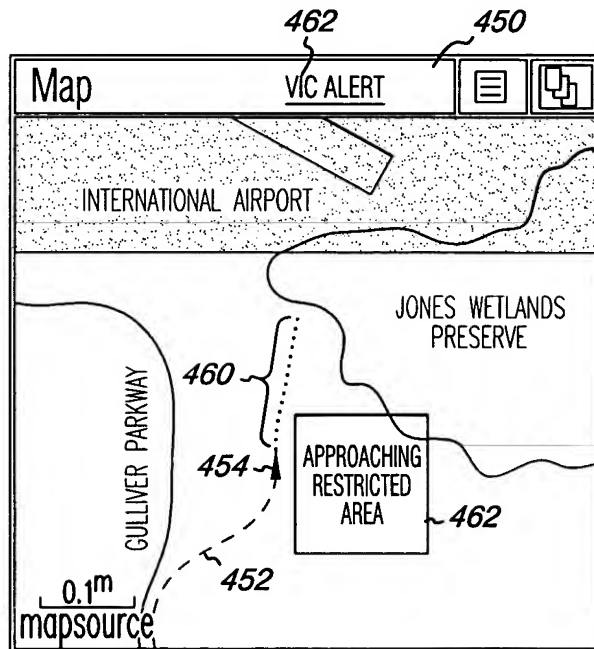 462
450
Map
VIC ALERT
INTERNATIONAL AIRPORT
JONES WETLANDS
PRESERVE
460
GULLIVER PARKWAY
454
APPROACHING
RESTRICTED
AREA
462
452
0.1m
mapsource